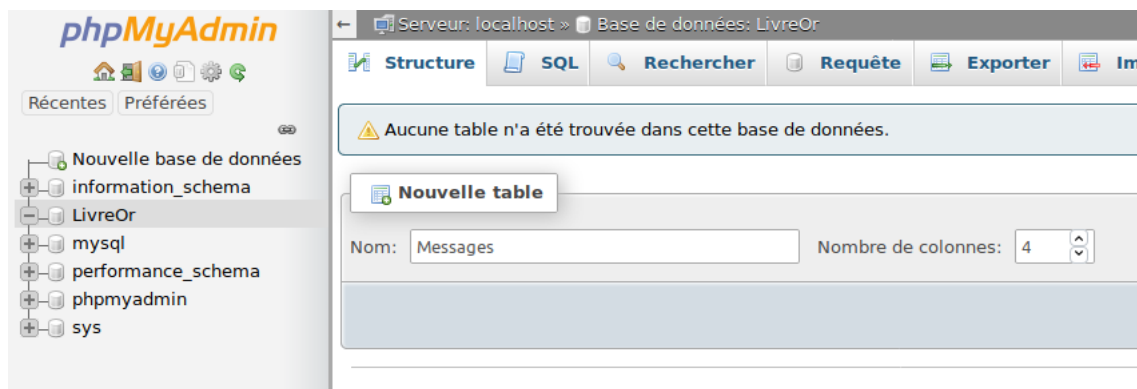 phpMyAdmin
Récentes Préférées
Nouvelle base de données
information_schema
LivreOr
mysql
performance_schema
phpmyadmin
sys
Serveur: localhost » Base de données: LivreOr
Structure SQL Rechercher Requête Exporter Im
Aucune table n'a été trouvée dans cette base de données.
Nouvelle table
Nom: Messages Nombre de colonnes: 4